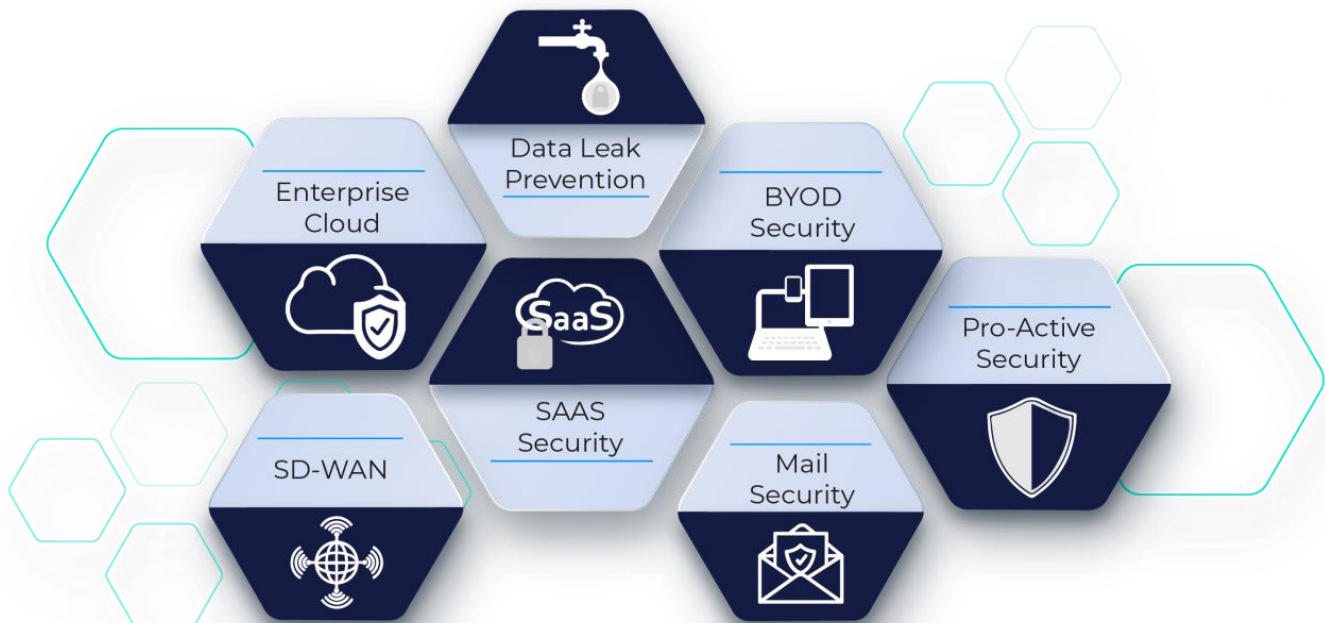 Data Leak
Prevention
Enterprise
Cloud
BYOD
Security
SaaS
SAAS
Security
Pro-Active
Security
SD-WAN
Mail
Security